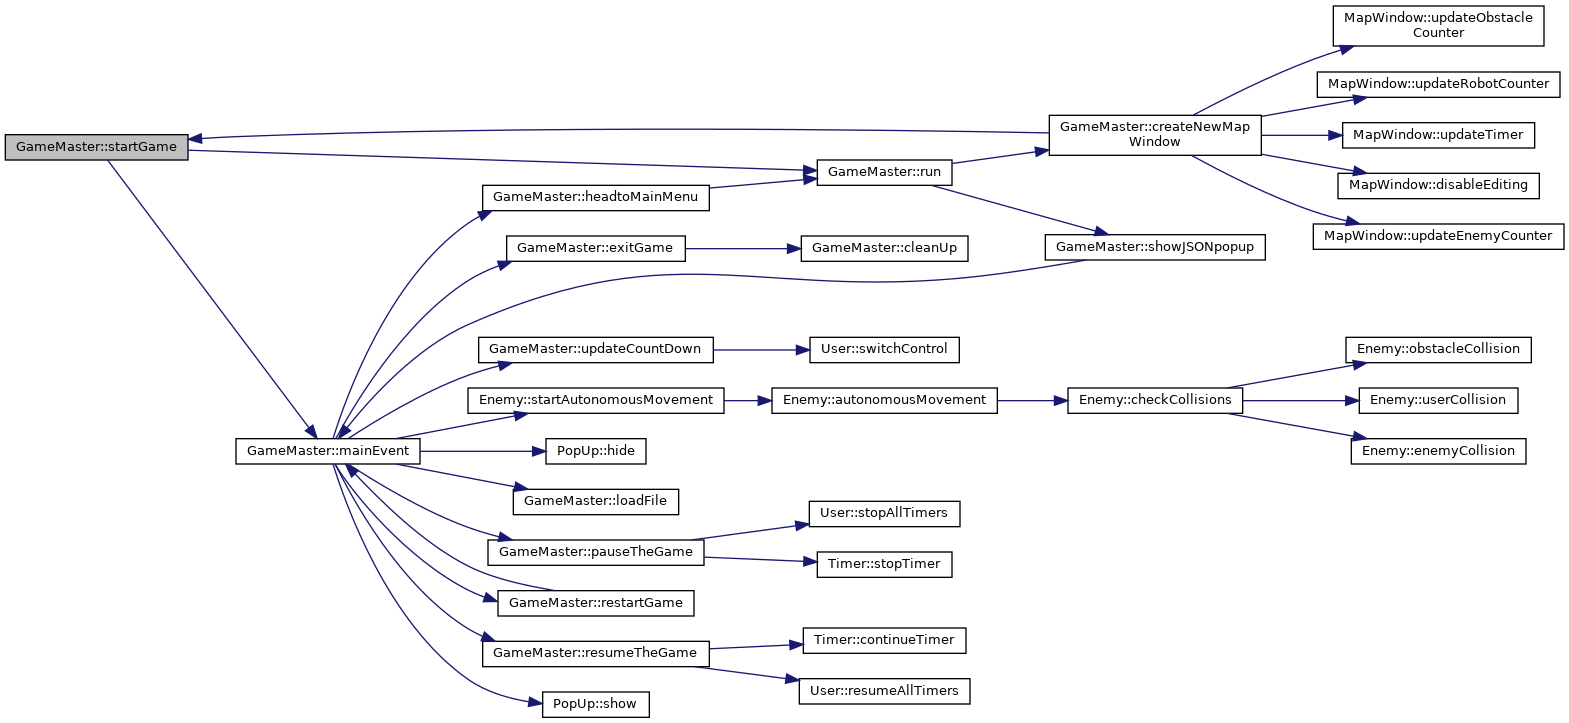 MapWindow::updateObstacle
Counter
MapWindow::updateRobotCounter
GameMaster::createNewMap
Window
MapWindow::updateTimer
GameMaster::startGame
GameMaster::run
MapWindow::disableEditing
GameMaster::headtoMainMenu
MapWindow::updateEnemyCounter
GameMaster::exitGame
GameMaster::cleanUp
GameMaster::showJSONpopup
GameMaster::updateCountDown
User::switchControl
Enemy::obstacleCollision
Enemy::startAutonomousMovement
Enemy::autonomousMovement
Enemy::checkCollisions
Enemy::userCollision
GameMaster::mainEvent
PopUp::hide
Enemy::enemyCollision
GameMaster::loadFile
User::stopAllTimers
GameMaster::pauseTheGame
Timer::stopTimer
GameMaster::restartGame
Timer::continueTimer
GameMaster::resumeTheGame
User::resumeAllTimers
PopUp::show